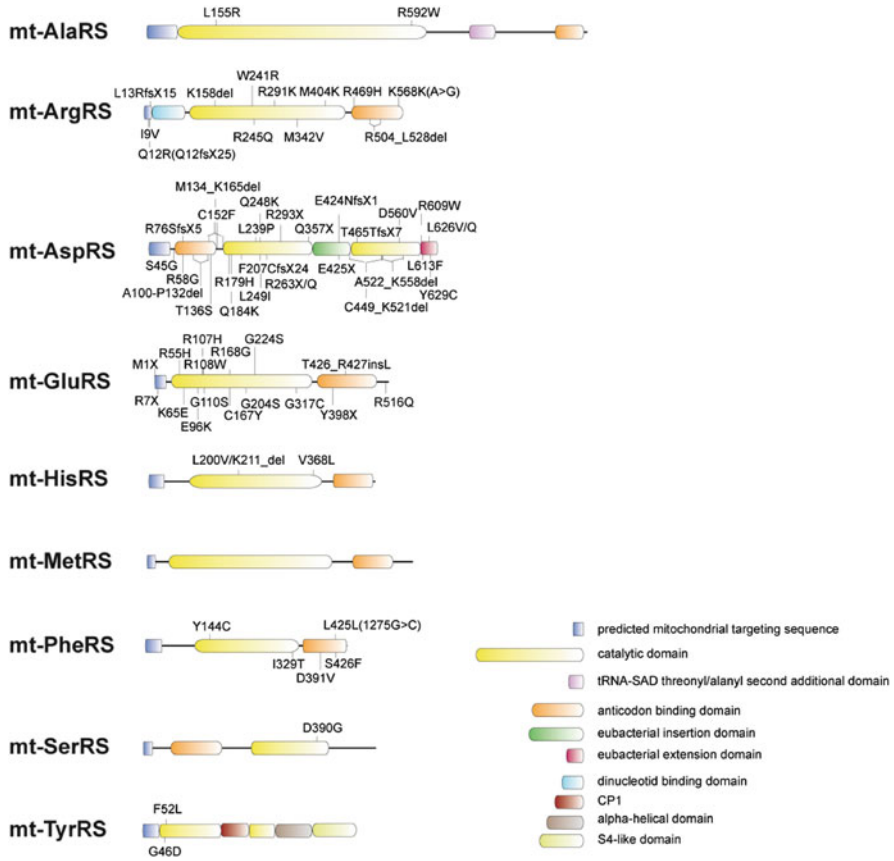 L155R R592W
mt-AlaRS
W241R
L13RfsX15 K158del R291K M404K R469H K568K(A>G)
mt-ArgRS
I9V R245Q M342V R504_L528del
Q12R(Q12fsX25)
M134_K165del
Q248K E424NfsX1
C152F R293X D560V R609W
R76SfsX5 L239P Q357X T465TfsX7 L626V/Q
mt-AspRS
S45G F207CfsX24 E425X L613F
R58G R179H R263X/Q A522_K558del
A100-P132del L249I Y629C
T136S Q184K C449_K521del
R107H G224S
R55H R168G
M1X R108W T426_R427insL
mt-GluRS
R7X G110S G204S G317C R516Q
K65E C167Y Y398X
E96K
L200V/K211_del V368L
mt-HisRS
mt-MetRS
Y144C L425L(1275G>C)
mt-PheRS
I329T S426F
D391V
D390G
mt-SerRS
F52L
mt-TyrRS
G46D
predicted mitochondrial targeting sequence
catalytic domain
tRNA-SAD threonyl/alanyl second additional domain
anticodon binding domain
eubacterial insertion domain
eubacterial extension domain
dinucleotid binding domain
CP1
alpha-helical domain
S4-like domain